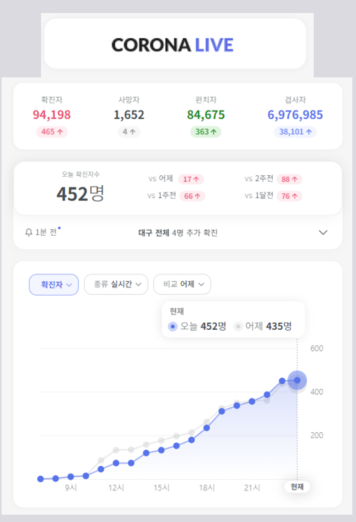 CORONA LIVE
확진자 사망자 완치자 검사자
94,198 1,652 84,675 6,976,985
465 ↑ 4 ↑ 363 ↑ 38,101 ↑
오늘 확진자수
452명
vs 어제 17 ↑ vs 2주전 88 ↑
vs 1주전 66 ↑ vs 1달전 76 ↑
1분 전 대구 전체 4명 추가 확진
확진자 종류 실시간 비교 어제
현재
오늘 452명 어제 435명
600
400
200
9시 12시 15시 18시 21시 현재